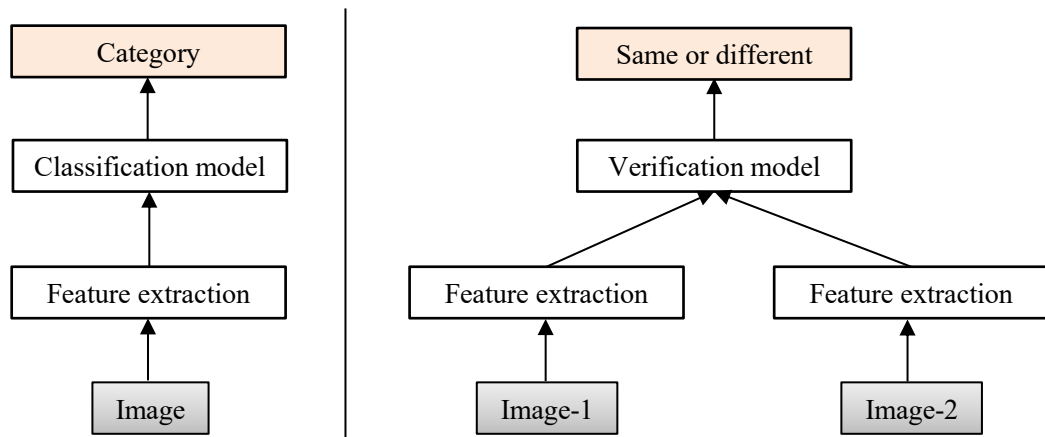 Category
Classification model
Feature extraction
Image
Same or different
Verification model
Feature extraction
Feature extraction
Image-1
Image-2